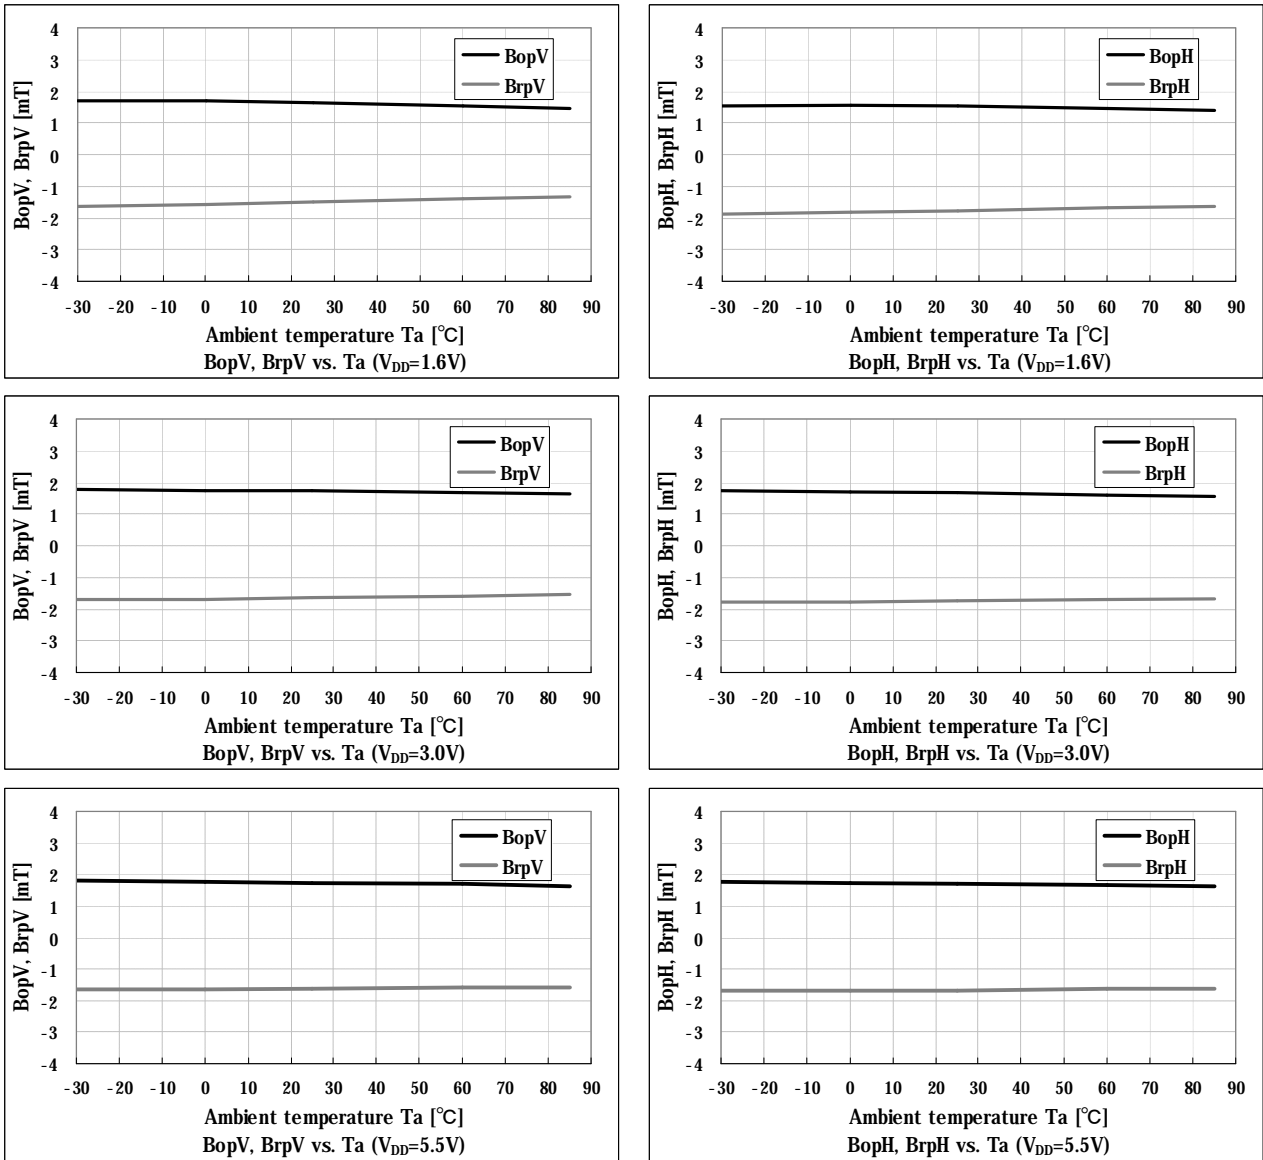 4
3
2
1
0
-1
-2
-3
-4
BopV, BrpV [mT]
BopV
BrpV
-30 -20 -10 0 10 20 30 40 50 60 70 80 90
Ambient temperature Ta [℃]
BopV, BrpV vs. Ta (VDD=1.6V)
4
3
2
1
0
-1
-2
-3
-4
BopH, BrpH [mT]
BopH
BrpH
-30 -20 -10 0 10 20 30 40 50 60 70 80 90
Ambient temperature Ta [℃]
BopH, BrpH vs. Ta (VDD=1.6V)
4
3
2
1
0
-1
-2
-3
-4
BopV, BrpV [mT]
BopV
BrpV
-30 -20 -10 0 10 20 30 40 50 60 70 80 90
Ambient temperature Ta [℃]
BopV, BrpV vs. Ta (VDD=3.0V)
4
3
2
1
0
-1
-2
-3
-4
BopH, BrpH [mT]
BopH
BrpH
-30 -20 -10 0 10 20 30 40 50 60 70 80 90
Ambient temperature Ta [℃]
BopH, BrpH vs. Ta (VDD=3.0V)
4
3
2
1
0
-1
-2
-3
-4
BopV, BrpV [mT]
BopV
BrpV
-30 -20 -10 0 10 20 30 40 50 60 70 80 90
Ambient temperature Ta [℃]
BopV, BrpV vs. Ta (VDD=5.5V)
4
3
2
1
0
-1
-2
-3
-4
BopH, BrpH [mT]
BopH
BrpH
-30 -20 -10 0 10 20 30 40 50 60 70 80 90
Ambient temperature Ta [℃]
BopH, BrpH vs. Ta (VDD=5.5V)